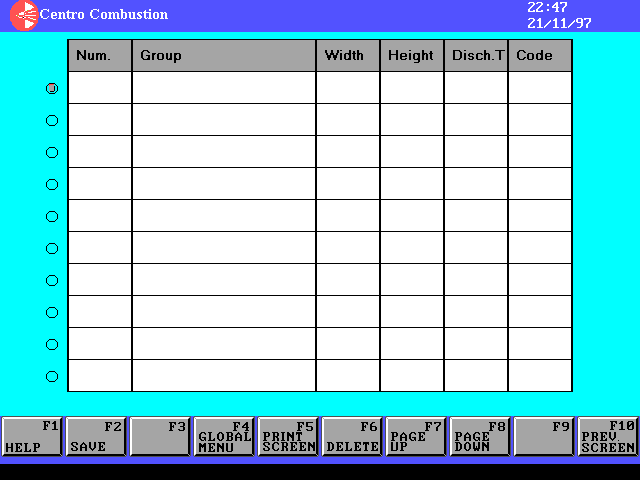 Centro Combustion
22:47
21/11/97
Num. Group Width Height Disch.T Code
F1 HELP
F2 SAVE
F3
F4 GLOBAL MENU
F5 PRINT SCREEN
F6 DELETE
F7 PAGE UP
F8 PAGE DOWN
F9
F10 PREV. SCREEN